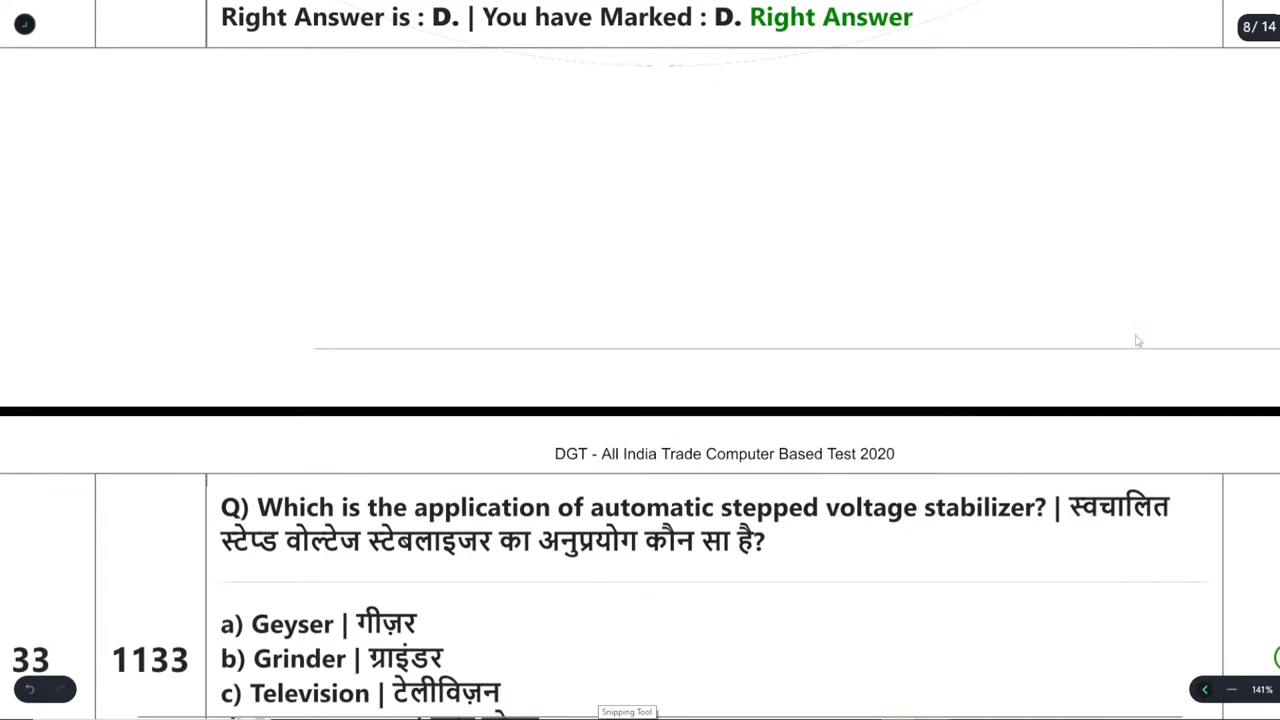 Right Answer is : D. | You have Marked : D. Right Answer
8/ 14
DGT - All India Trade Computer Based Test 2020
Q) Which is the application of automatic stepped voltage stabilizer? | स्वचालित
स्टेप्ड वोल्टेज स्टेबलाइजर का अनुप्रयोग कौन सा है?
a) Geyser | गीज़र
33 1133 b) Grinder | ग्राइंडर
c) Television | टेलीविज़न
141%
Snipping Tool